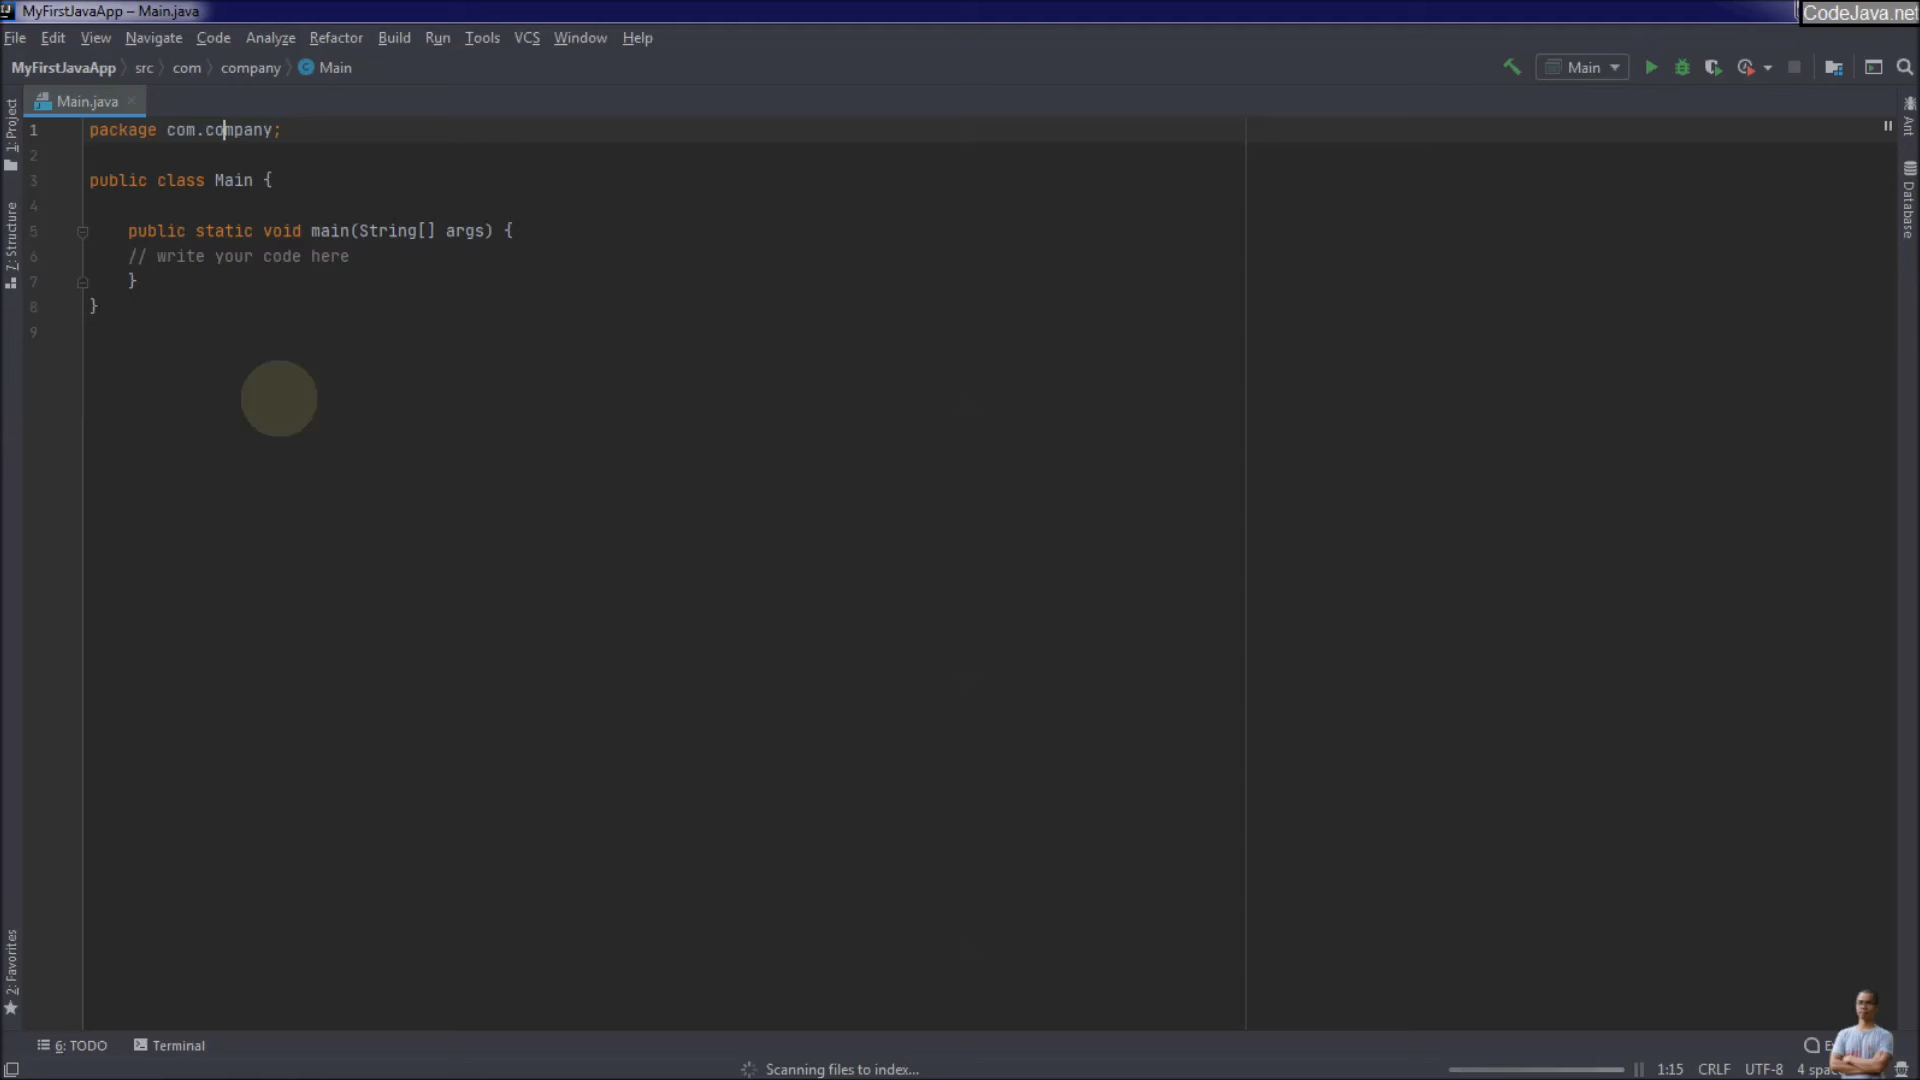 MyFirstJavaApp – Main.java
CodeJava.net
File Edit View Navigate Code Analyze Refactor Build Run Tools VCS Window Help
MyFirstJavaApp src com company Main
Main
Main.java
1: Project
7: Structure
2: Favorites
Ant
Database
1 package com.company;
2
3 public class Main {
4
5 public static void main(String[] args) {
6 // write your code here
7 }
8 }
9
6: TODO Terminal
Scanning files to index... 1:15 CRLF UTF-8 4